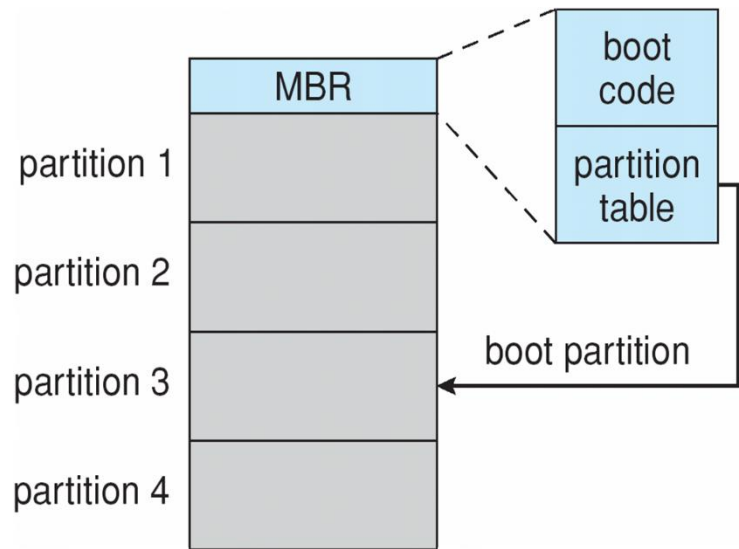 MBR
boot
code
partition
table
partition 1
partition 2
boot partition
partition 3
partition 4